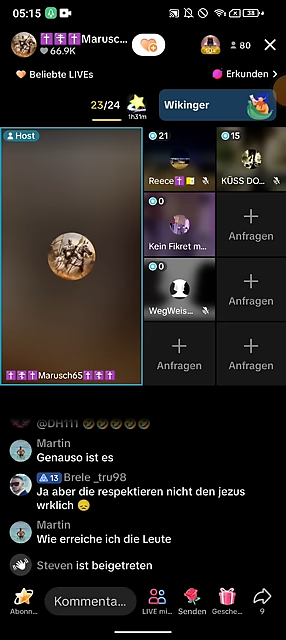 05:15
53
✝️✝️✝️Marusc...
66.9K
80
Beliebte LIVEs
Erkunden >
23/24
1h31m
Wikinger
Host
21
15
Reece✝️
KÜSS DO...
0
Kein Fikret m...
Anfragen
0
WegWeis...
Anfragen
Anfragen
Anfragen
✝️✝️✝️Marusch65✝️✝️✝️
@DH111 🤣🤣🤣🤣🤣
Martin
Genauso ist es
13 Brele _tru98
Ja aber die respektieren nicht den jezus
wrklich 😞
Martin
Wie erreiche ich die Leute
Steven ist beigetreten
Kommenta...
Abonn...
LIVE mi...
Senden
Gesche...
9